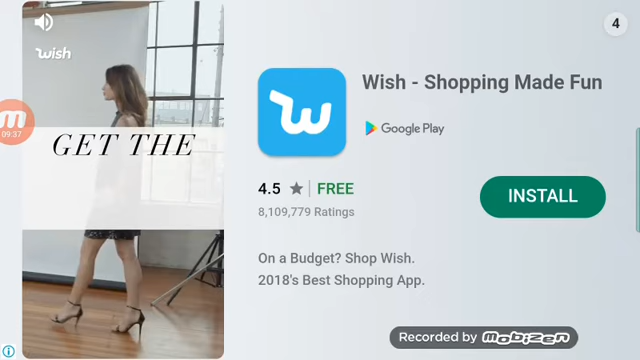 wish
4
Wish - Shopping Made Fun
Google Play
09:37
GET THE
4.5 ★ FREE
8,109,779 Ratings
INSTALL
On a Budget? Shop Wish.
2018's Best Shopping App.
Recorded by Mobizen